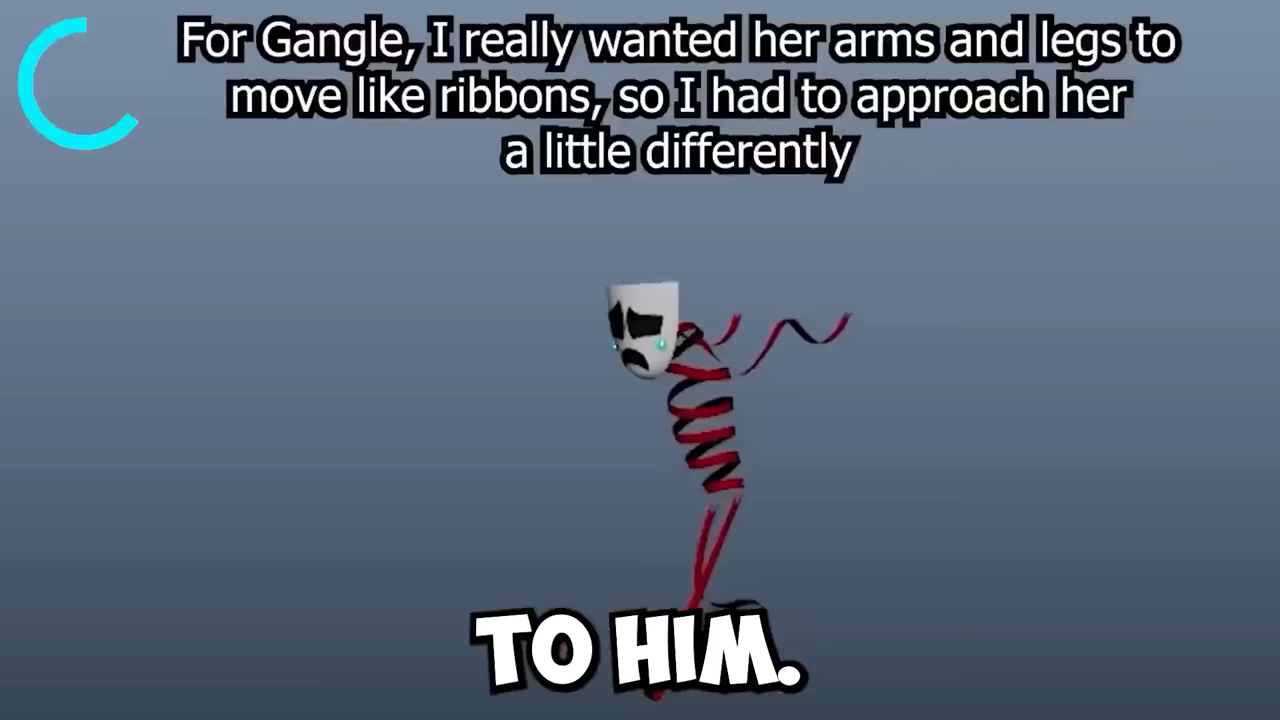 For Gangle, I really wanted her arms and legs to
move like ribbons, so I had to approach her
a little differently
TO HIM.